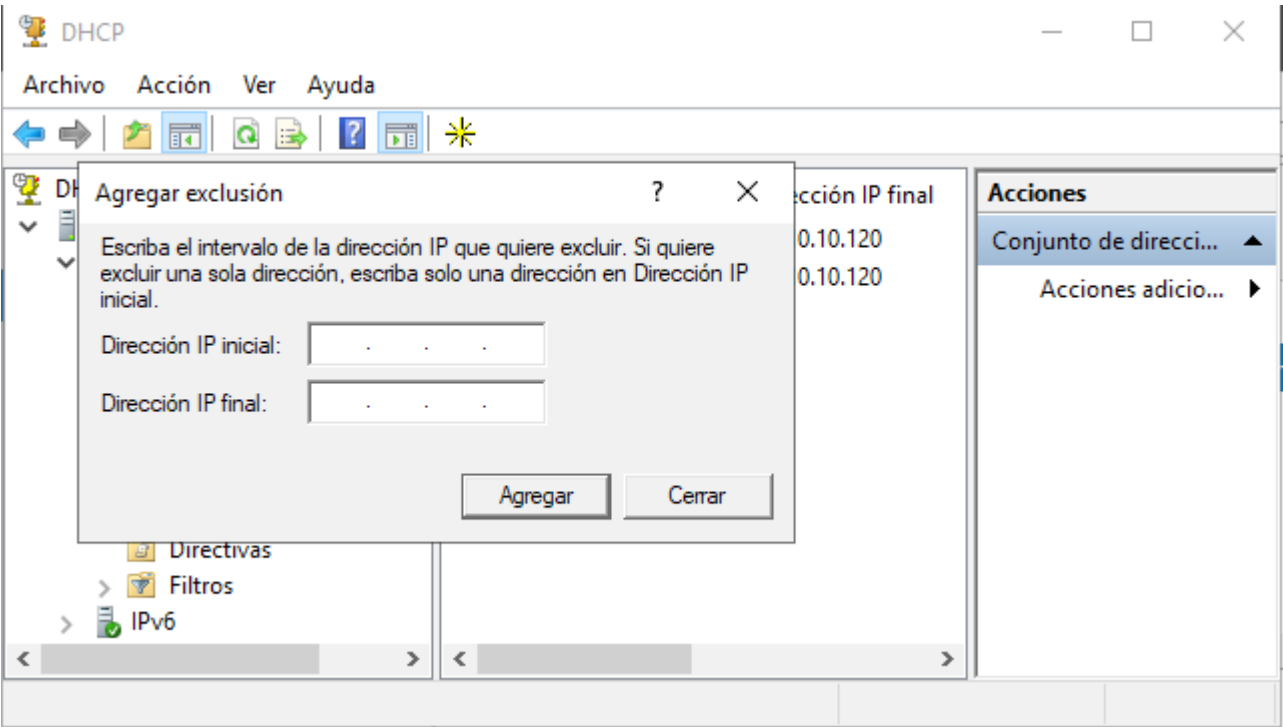 DHCP
Archivo Acción Ver Ayuda
Agregar exclusión
Escriba el intervalo de la dirección IP que quiere excluir. Si quiere
excluir una sola dirección, escriba solo una dirección en Dirección IP
inicial.
Dirección IP inicial:
Dirección IP final:
Agregar Cerrar
Directivas
Filtros
IPv6
IP final
0.10.120
0.10.120
Acciones
Conjunto de direcci...
Acciones adicio...